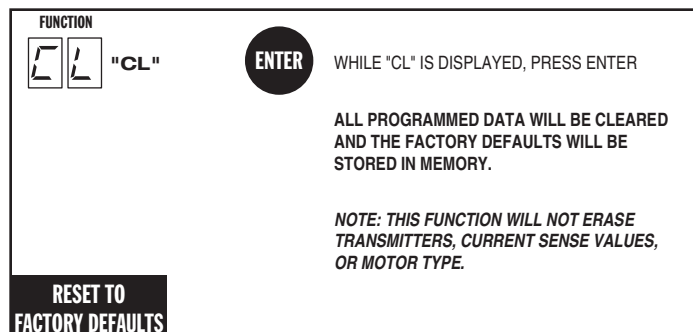 FUNCTION
CL "CL"
ENTER
WHILE "CL" IS DISPLAYED, PRESS ENTER
ALL PROGRAMMED DATA WILL BE CLEARED
AND THE FACTORY DEFAULTS WILL BE
STORED IN MEMORY.
NOTE: THIS FUNCTION WILL NOT ERASE
TRANSMITTERS, CURRENT SENSE VALUES,
OR MOTOR TYPE.
RESET TO
FACTORY DEFAULTS